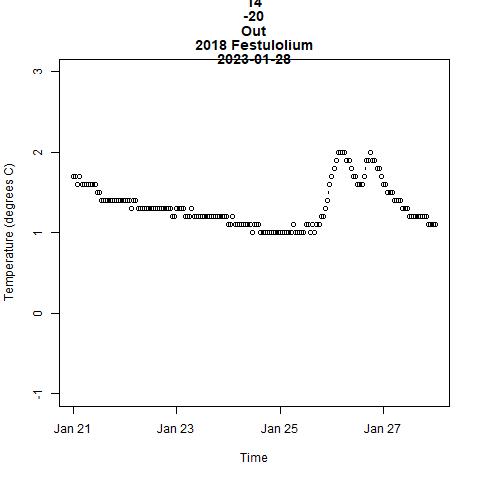 14
-20
Out
2018 Festulolium
2023-01-28
3
2
1
0
-1
Temperature (degrees C)
Jan 21 Jan 23 Jan 25 Jan 27
Time